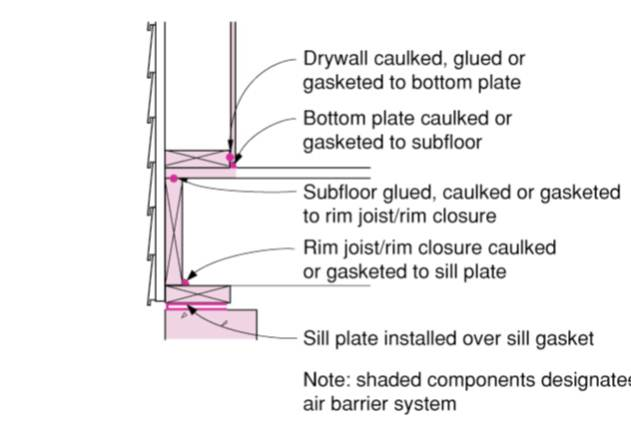 Drywall caulked, glued or
gasketed to bottom plate
Bottom plate caulked or
gasketed to subfloor
Subfloor glued, caulked or gasketed
to rim joist/rim closure
Rim joist/rim closure caulked
or gasketed to sill plate
Sill plate installed over sill gasket
Note: shaded components designates
air barrier system